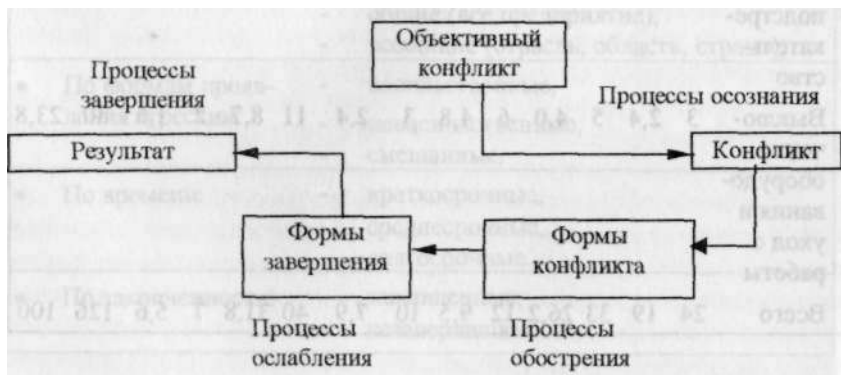 Объективный
конфликт
Процессы
завершения
Процессы осознания
Результат
Конфликт
Формы
завершения
Формы
конфликта
Процессы
ослабления
Процессы
обострения